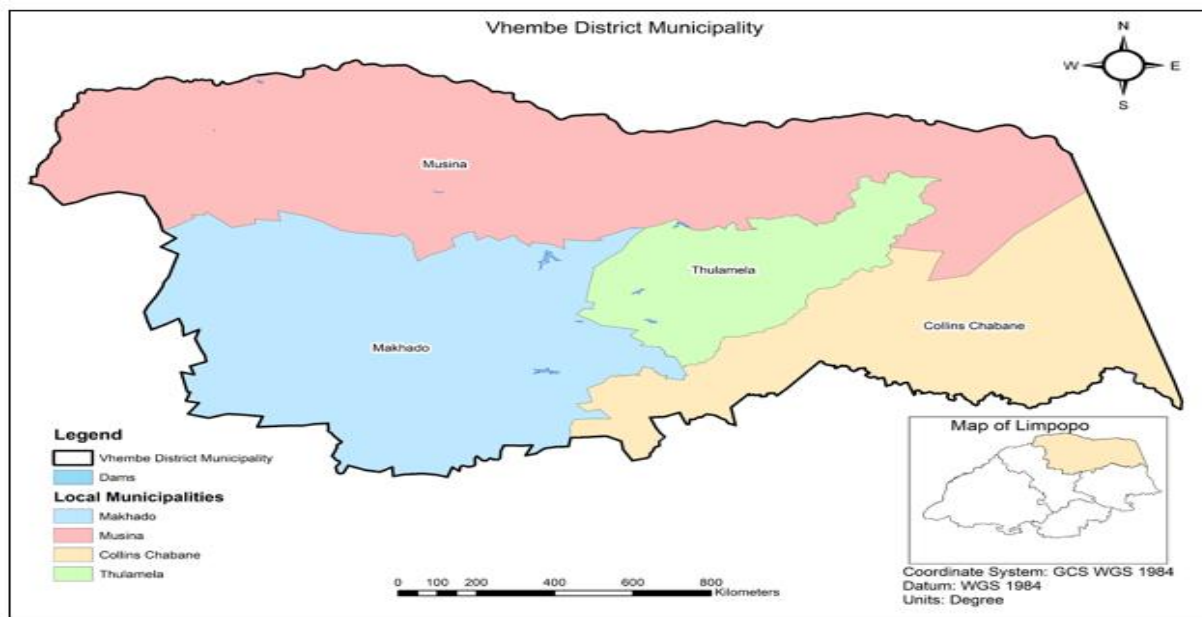 Vhembe District Municipality
N
W E
S
Musina
Thulamela
Collins Chabane
Makhado
Legend
Vhembe District Municipality
Dams
Local Municipalities
Makhado
Musina
Collins Chabane
Thulamela
0 100 200 400 600 800
Kilometers
Map of Limpopo
Coordinate System: GCS WGS 1984
Datum: WGS 1984
Units: Degree